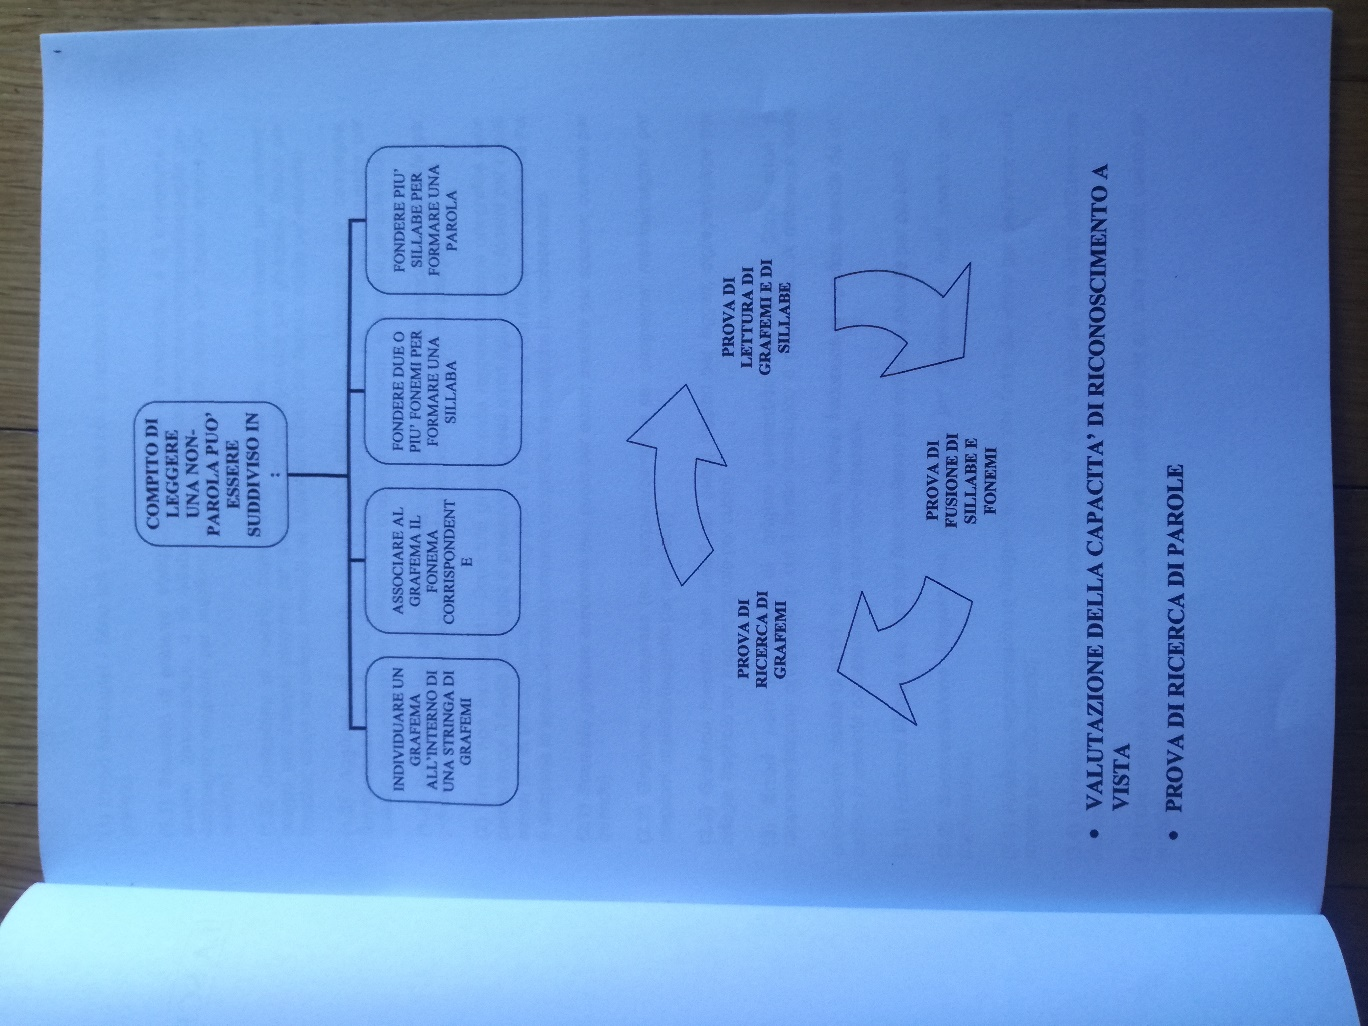 COMPITO DI
LEGGERE
UNA NON-
PAROLA PUO'
ESSERE
SUDDIVISO IN
:
INDIVIDUARE UN
GRAFEMA
ALL'INTERNO DI
UNA STRINGA DI
GRAFEMI
ASSOCIARE AL
GRAFEMA IL
FONEMA
CORRISPONDENT
E
FONDERE DUE O
PIU' FONEMI PER
FORMARE UNA
SILLABA
FONDERE PIU'
SILLABE PER
FORMARE UNA
PAROLA
PROVA DI
RICERCA DI
GRAFEMI
PROVA DI
LETTURA DI
GRAFEMI E DI
SILLABE
PROVA DI
FUSIONE DI
SILLABE E
FONEMI
• VALUTAZIONE DELLA CAPACITA' DI RICONOSCIMENTO A
VISTA
• PROVA DI RICERCA DI PAROLE